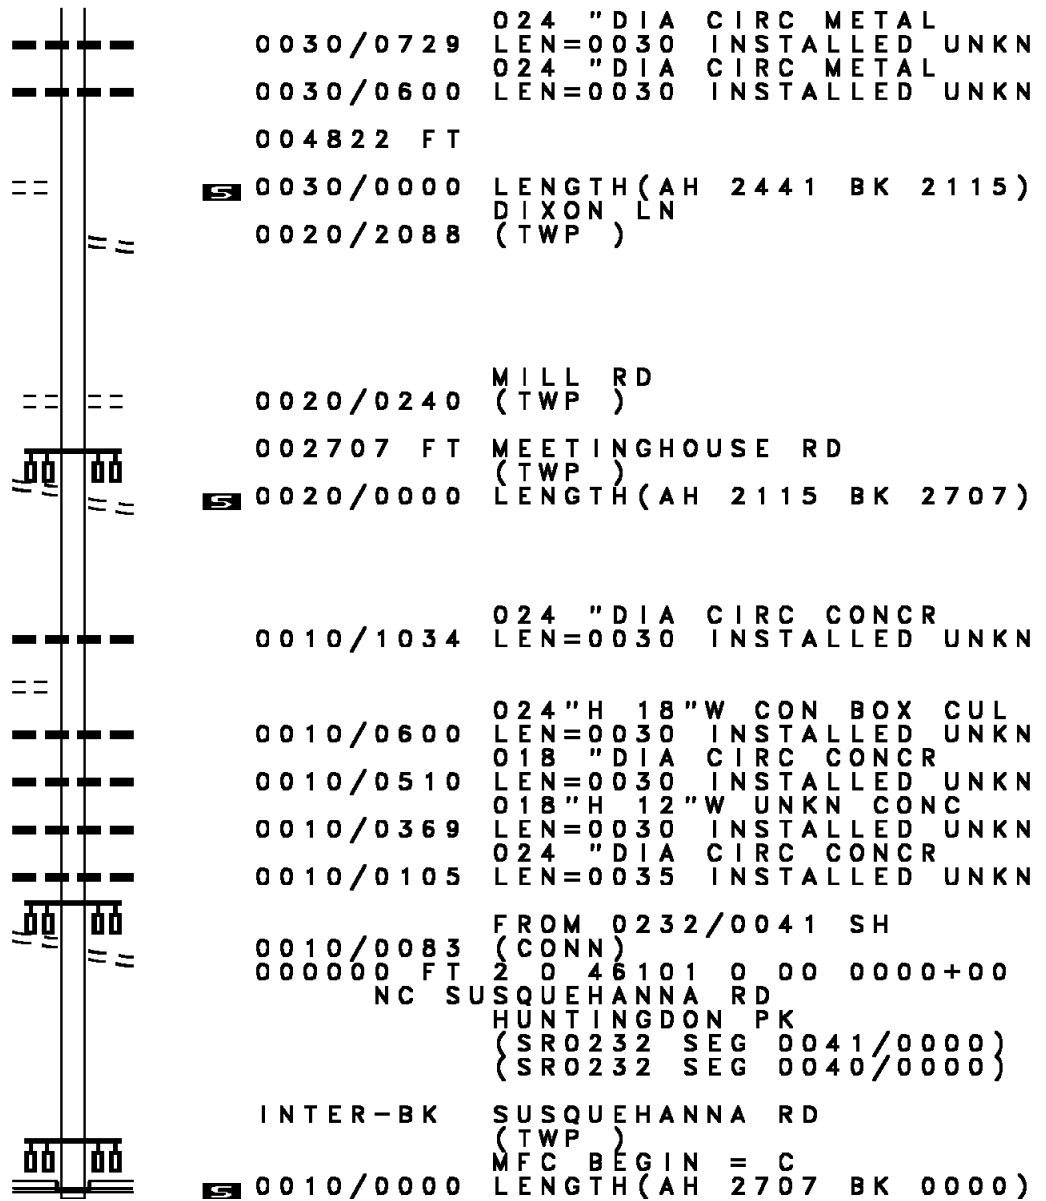 024 "DIA CIRC METAL
0030/0729 LEN=0030 INSTALLED UNKN
024 "DIA CIRC METAL
0030/0600 LEN=0030 INSTALLED UNKN
004822 FT
S 0030/0000 LENGTH(AH 2441 BK 2115)
DIXON LN
0020/2088 (TWP )
MILL RD
0020/0240 (TWP )
002707 FT MEETINGHOUSE RD
(TWP )
S 0020/0000 LENGTH(AH 2115 BK 2707)
024 "DIA CIRC CONCR
0010/1034 LEN=0030 INSTALLED UNKN
024"H 18"W CON BOX CUL
0010/0600 LEN=0030 INSTALLED UNKN
018 "DIA CIRC CONCR
0010/0510 LEN=0030 INSTALLED UNKN
018"H 12"W UNKN CONC
0010/0369 LEN=0030 INSTALLED UNKN
024 "DIA CIRC CONCR
0010/0105 LEN=0035 INSTALLED UNKN
FROM 0232/0041 SH
0010/0083 (CONN)
000000 FT 2 0 46101 0 00 0000+00
NC SUSQUEHANNA RD
HUNTINGDON PK
(SR0232 SEG 0041/0000)
(SR0232 SEG 0040/0000)
INTER-BK SUSQUEHANNA RD
(TWP )
MFC BEGIN = C
S 0010/0000 LENGTH(AH 2707 BK 0000)